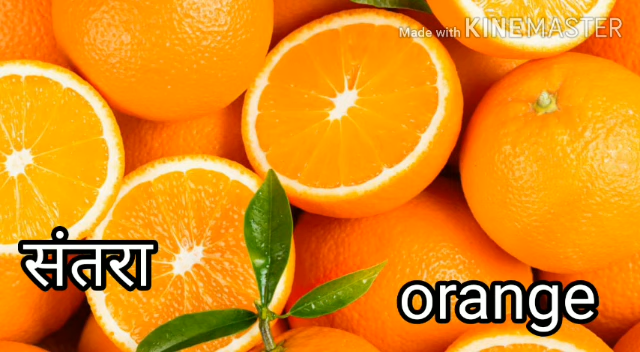 Made with KINEMASTER
संतरा
orange